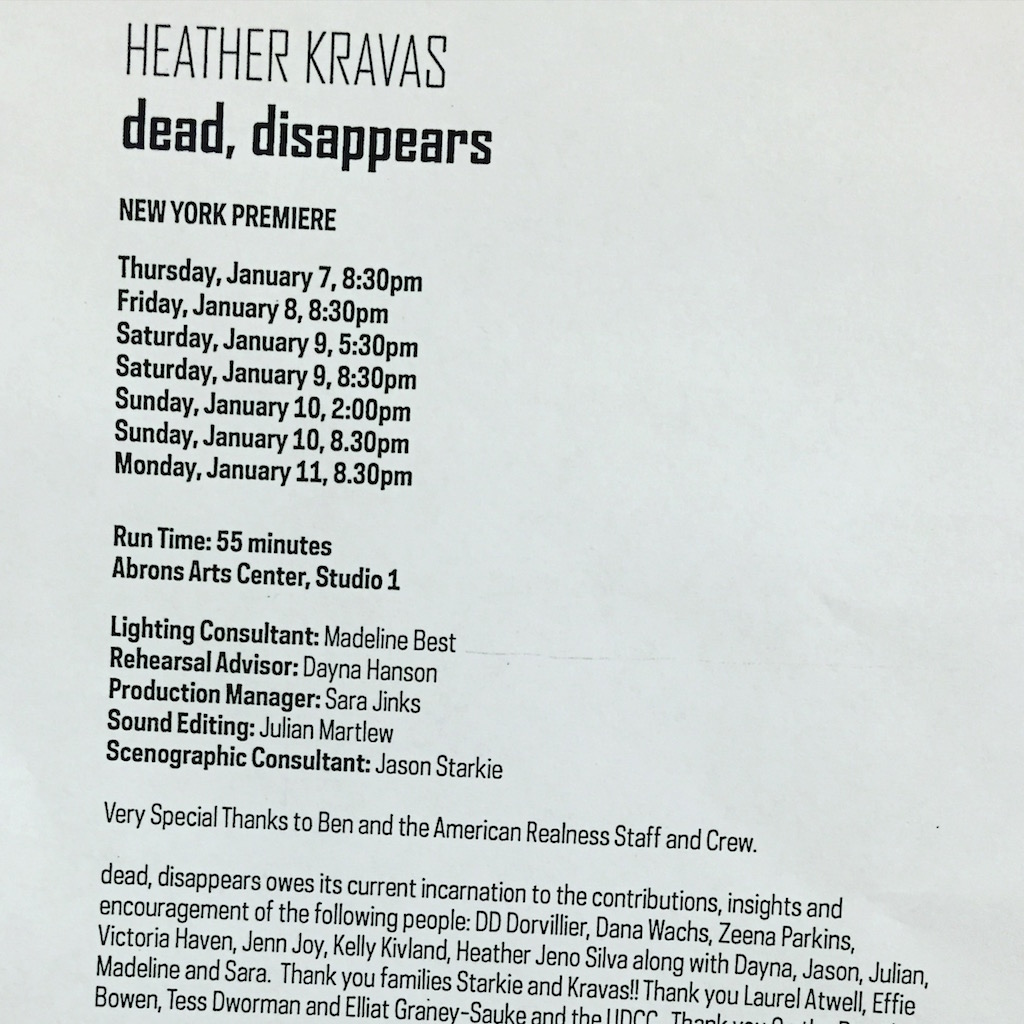 HEATHER KRAVAS
dead, disappears
NEW YORK PREMIERE
Thursday, January 7, 8:30pm
Friday, January 8, 8:30pm
Saturday, January 9, 5:30pm
Saturday, January 9, 8:30pm
Sunday, January 10, 2:00pm
Sunday, January 10, 8.30pm
Monday, January 11, 8.30pm
Run Time: 55 minutes
Abrons Arts Center, Studio 1
Lighting Consultant: Madeline Best
Rehearsal Advisor: Dayna Hanson
Production Manager: Sara Jinks
Sound Editing: Julian Martlew
Scenographic Consultant: Jason Starkie
Very Special Thanks to Ben and the American Realness Staff and Crew.
dead, disappears owes its current incarnation to the contributions, insights and
encouragement of the following people: DD Dorvillier, Dana Wachs, Zeena Parkins,
Victoria Haven, Jenn Joy, Kelly Kivland, Heather Jeno Silva along with Dayna, Jason, Julian,
Madeline and Sara. Thank you families Starkie and Kravas!! Thank you Laurel Atwell, Effie
Bowen, Tess Dworman and Elliat Graney-Saucke and the UDCC. Thank you